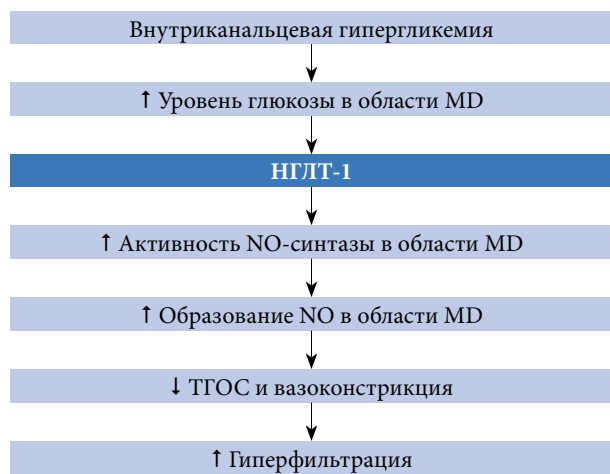 Внутриканальцевая гипергликемия
↑ Уровень глюкозы в области MD
НГЛТ-1
↑ Активность NO-синтазы в области MD
↑ Образование NO в области MD
↓ ТГОС и вазоконстрикция
↑ Гиперфильтрация